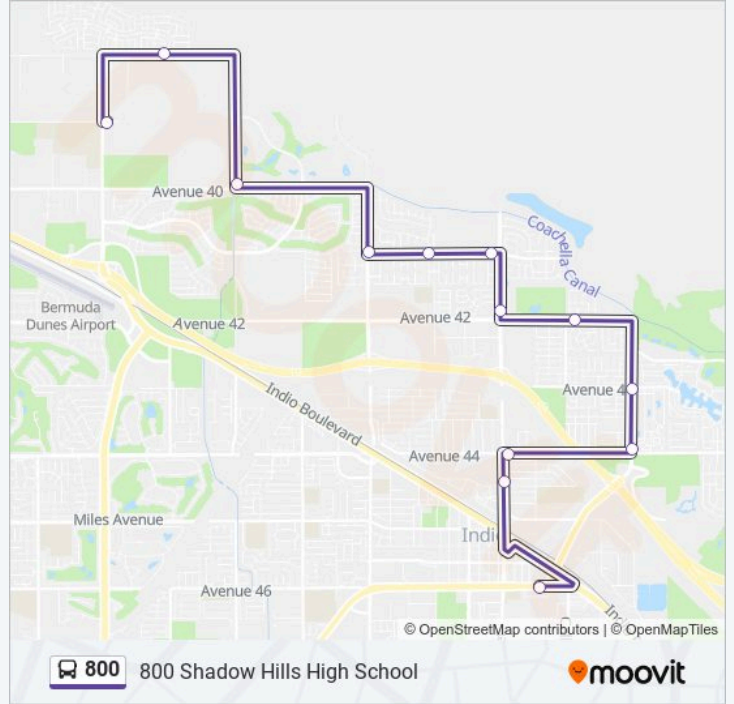 Avenue 40
Coachella
Canal
Bermuda
Dunes Airport
Avenue 42
Avenue 42
Indio Boulevard
Avenue 4
Avenue 44
Miles Avenue
Indi
Avenue 46
© OpenStreetMap contributors | © OpenMapTiles
800 800 Shadow Hills High School
moovit